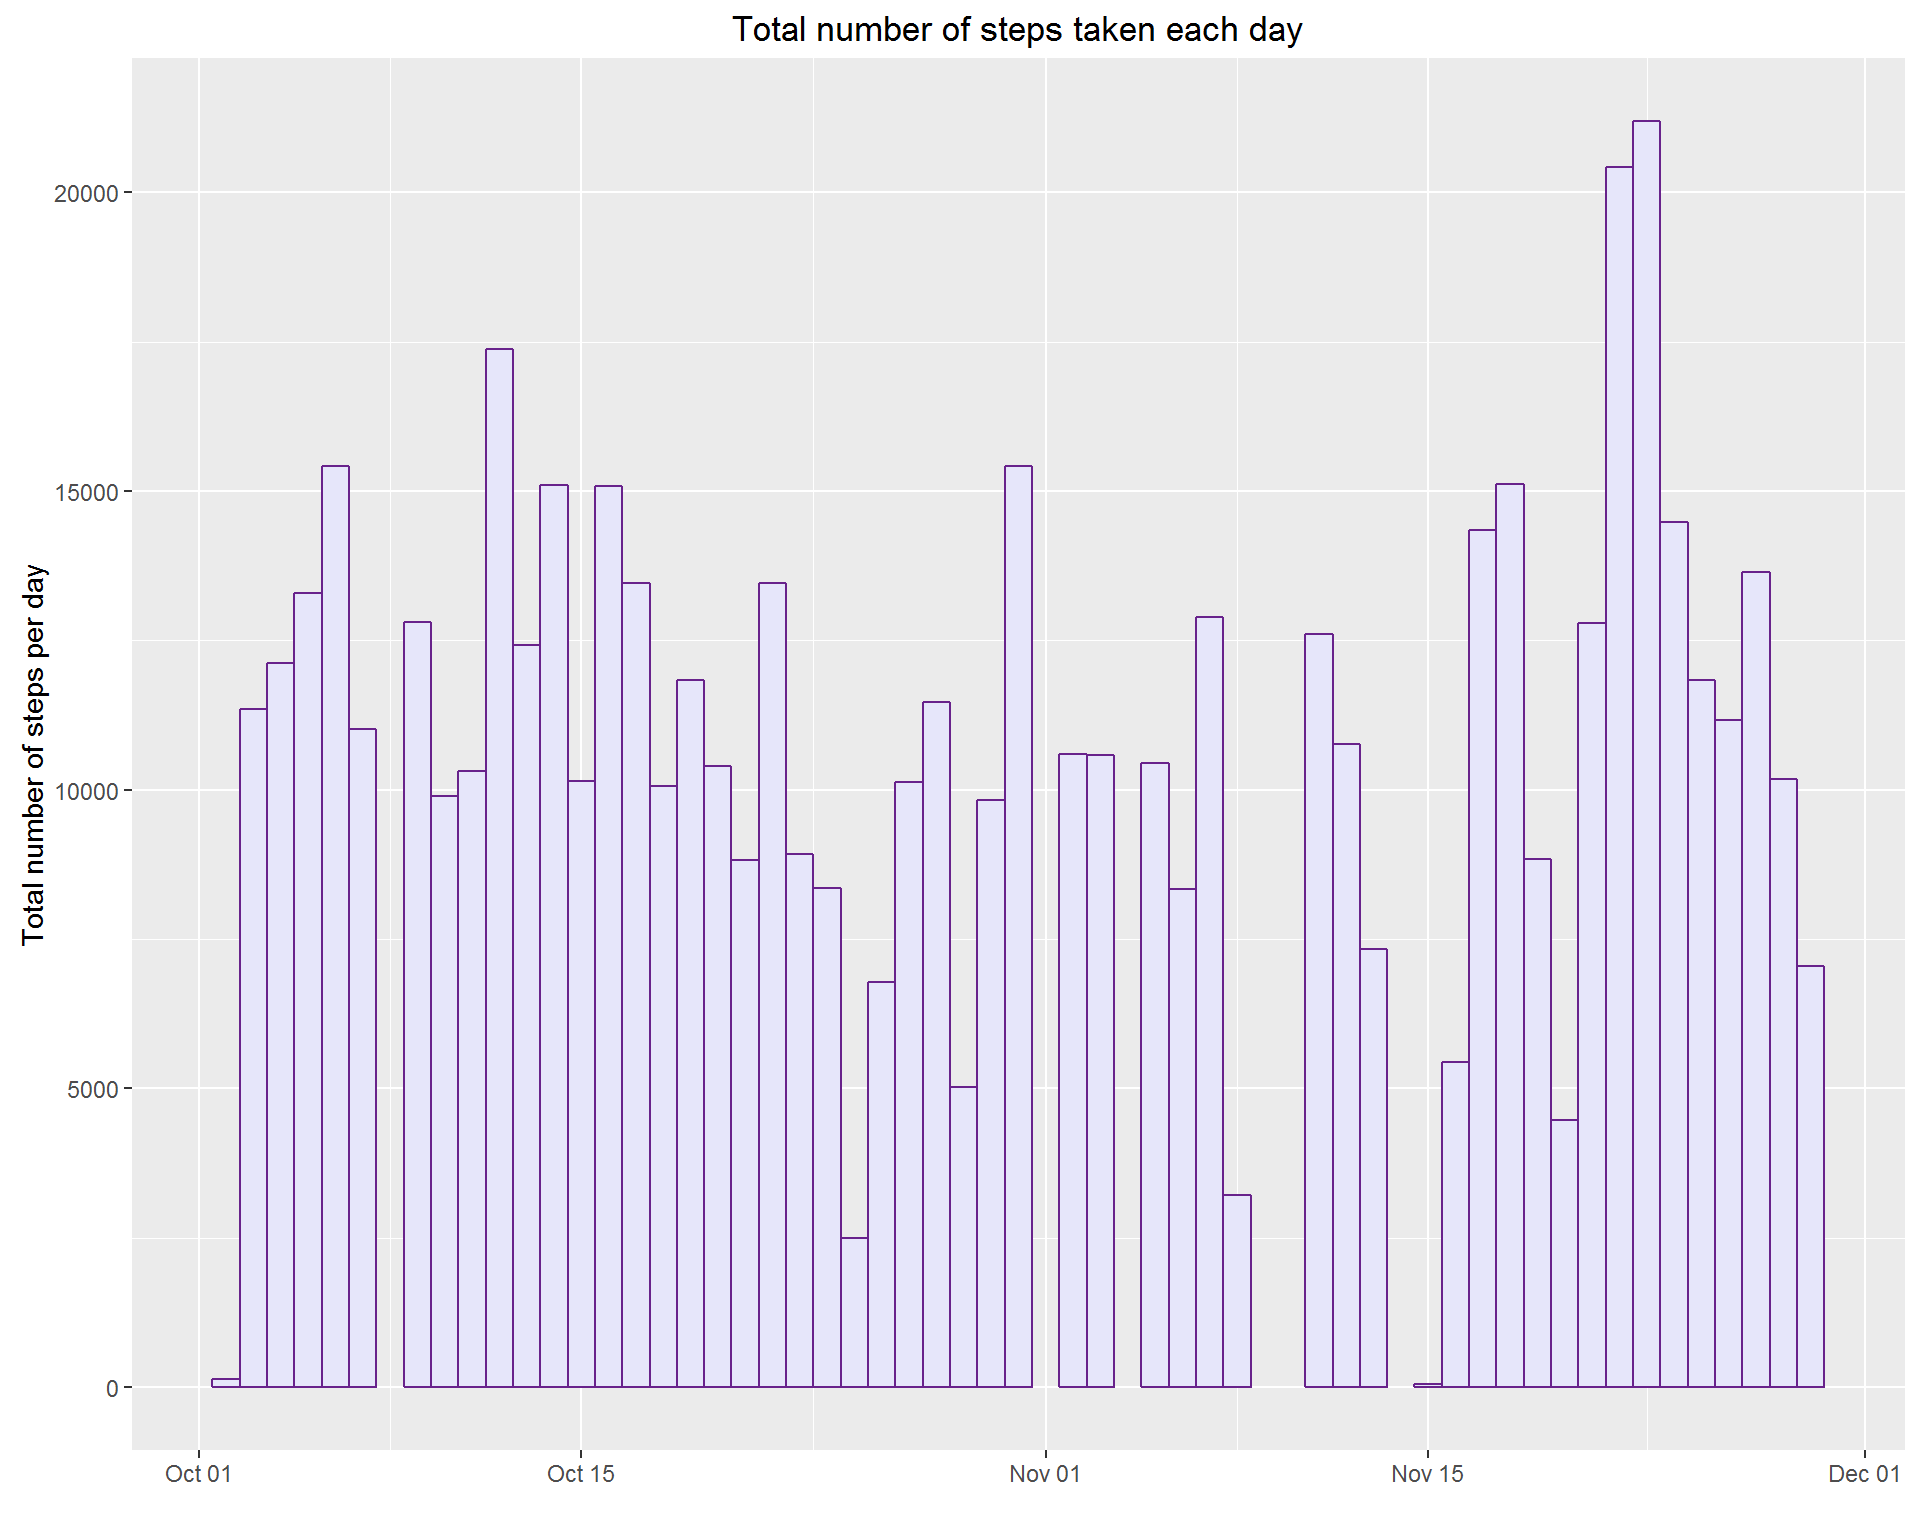 Total number of steps taken each day
Total number of steps per day
20000
15000
10000
5000
0
Oct 01
Oct 15
Nov 01
Nov 15
Dec 01